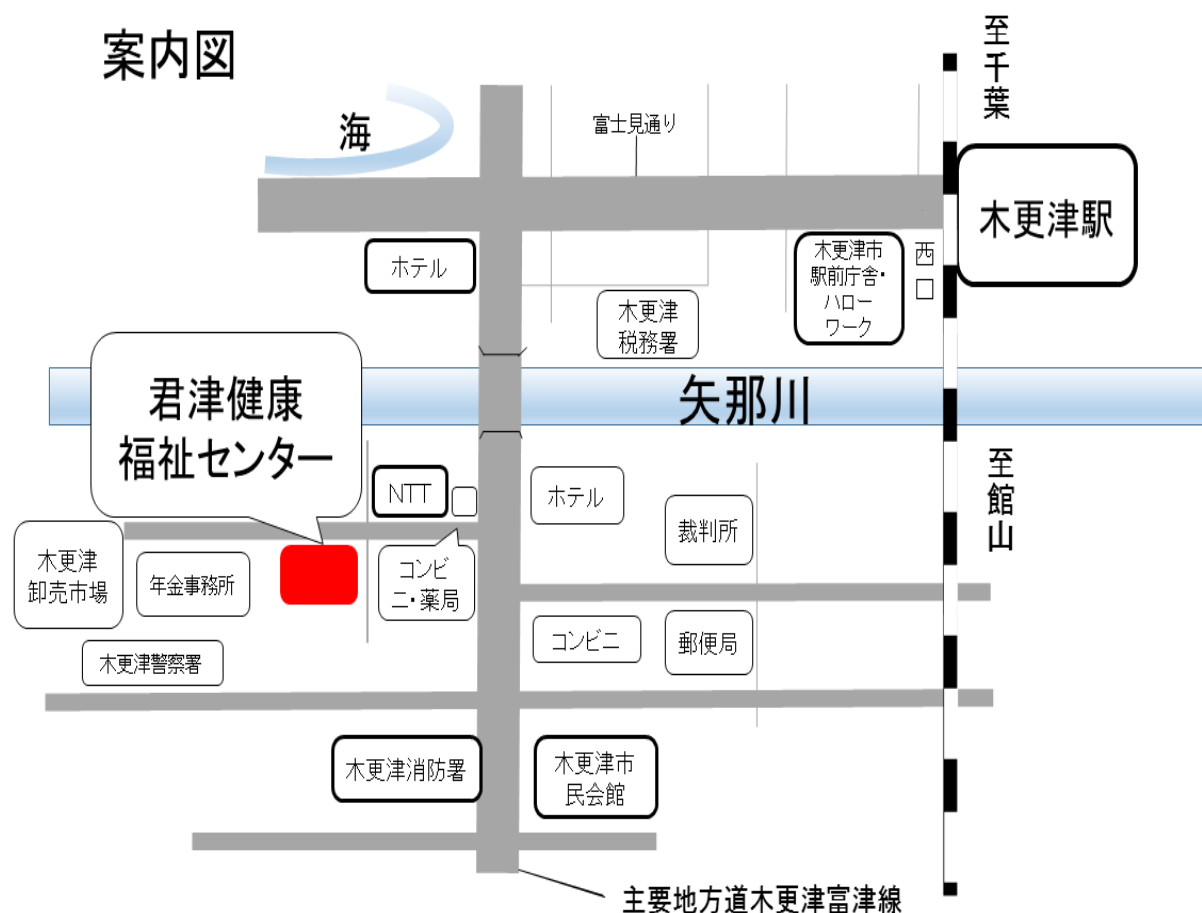 案内図
至千葉
海
富士見通り
木更津駅
ホテル
木更津市
駅前庁舎・
ハロー
ワーク
西口
木更津
税務署
君津健康
福祉センター
矢那川
至館山
NTT
ホテル
裁判所
木更津
卸売市場
年金事務所
コンビ
ニ・薬局
コンビニ
郵便局
木更津警察署
木更津消防署
木更津市
民会館
主要地方道木更津富津線